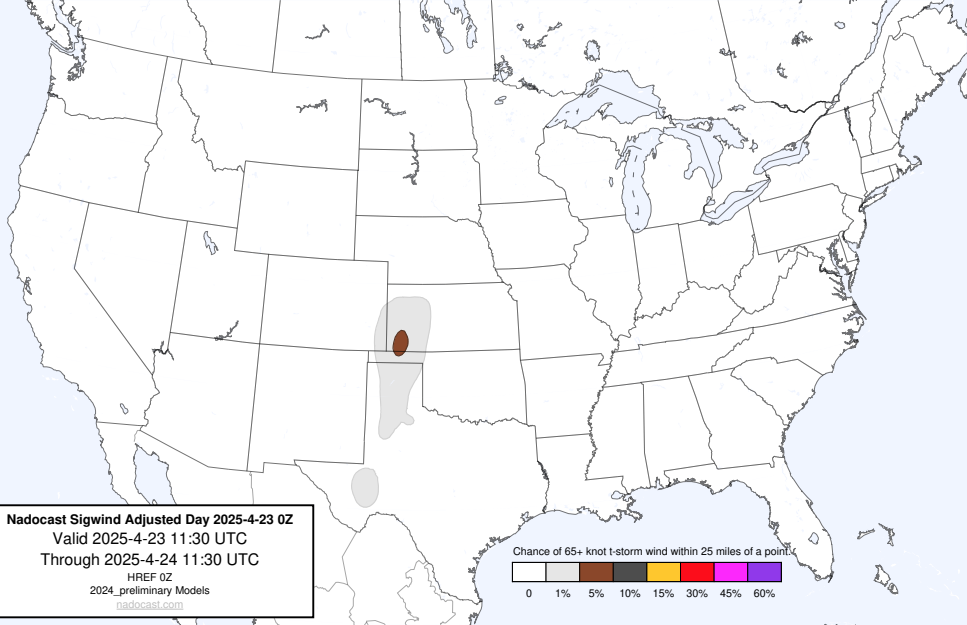 Nadocast Sigwind Adjusted Day 2025-4-23 0Z
Valid 2025-4-23 11:30 UTC
Through 2025-4-24 11:30 UTC
HREF 0Z
2024_preliminary Models
nadocast.com
Chance of 65+ knot t-storm wind within 25 miles of a point.
0 1% 5% 10% 15% 30% 45% 60%